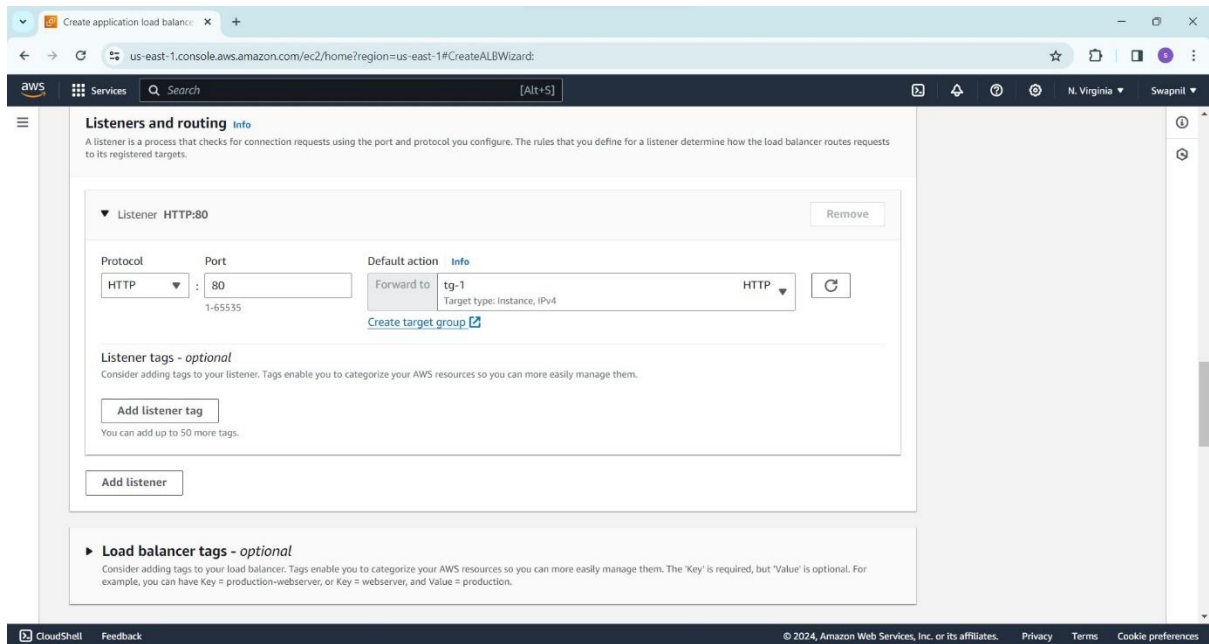 Create application load balance
us-east-1.console.aws.amazon.com/ec2/home?region=us-east-1#CreateALBWizard:
S
aws
Services
Search
[Alt+S]
N. Virginia
Swapnil
Listeners and routing Info
A listener is a process that checks for connection requests using the port and protocol you configure. The rules that you define for a listener determine how the load balancer routes requests
to its registered targets.
Listener HTTP:80
Remove
Protocol
Port
Default action Info
HTTP
:
80
Forward to
tg-1
HTTP
Target type: Instance, IPv4
1-65535
Create target group
Listener tags - optional
Consider adding tags to your listener. Tags enable you to categorize your AWS resources so you can more easily manage them.
Add listener tag
You can add up to 50 more tags.
Add listener
Load balancer tags - optional
Consider adding tags to your load balancer. Tags enable you to categorize your AWS resources so you can more easily manage them. The 'Key' is required, but 'Value' is optional. For
example, you can have Key = production-webserver, or Key = webserver, and Value = production.
CloudShell
Feedback
© 2024, Amazon Web Services, Inc. or its affiliates.
Privacy
Terms
Cookie preferences